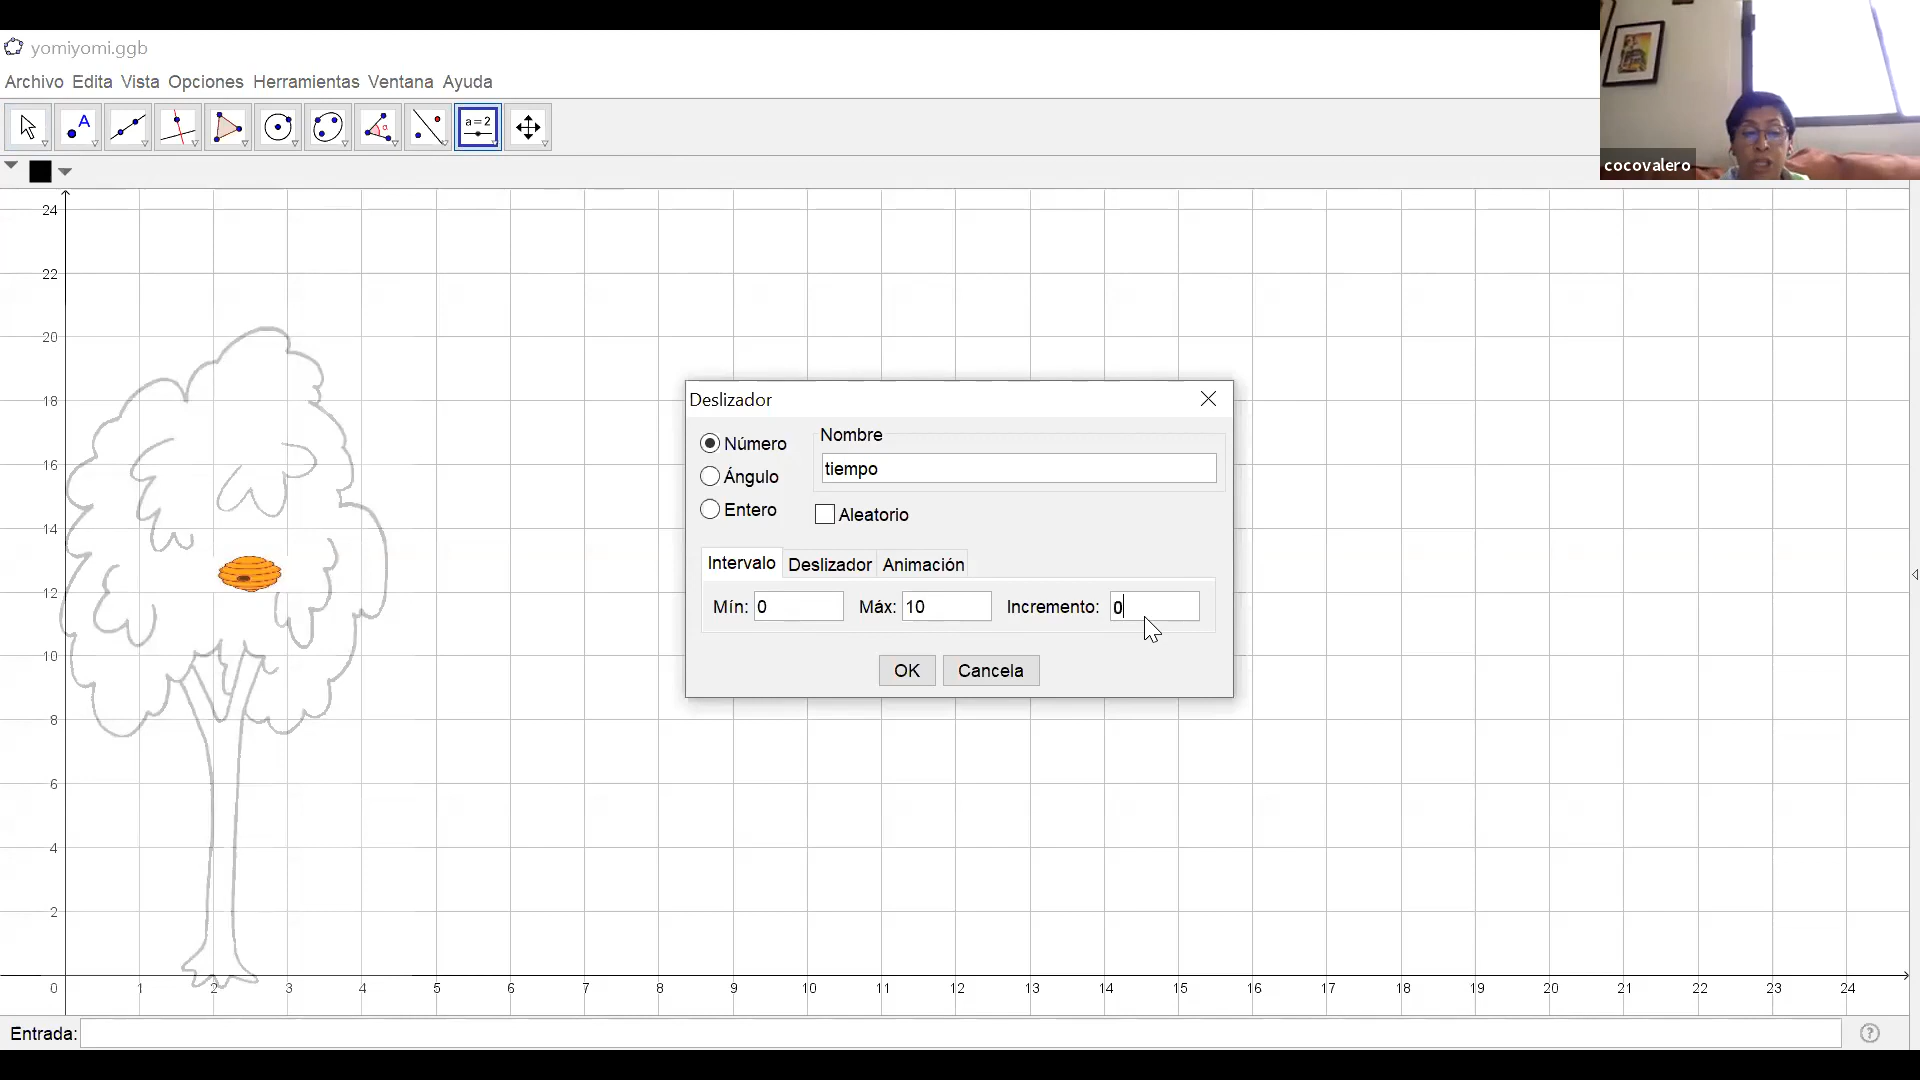 yomiyomi.ggb
Archivo Edita Vista Opciones Herramientas Ventana Ayuda
A
α
a=2
cocovalero
24
22
20
18
16
14
12
10
8
6
4
2
0 1 2 3 4 5 6 7 8 9 10 11 12 13 14 15 16 17 18 19 20 21 22 23 24
Deslizador
Número
Ángulo
Entero
Nombre
tiempo
Aleatorio
Intervalo Deslizador Animación
Mín: 0 Máx: 10 Incremento: 0
OK Cancela
Entrada:
?